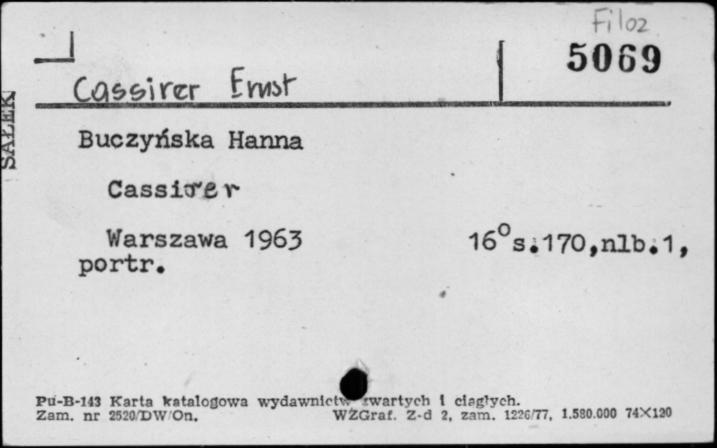 Filoz
5069
Cassirer Ernst
SAŁEK
Buczyńska Hanna
Cassirer
Warszawa 1963 16°s.170,nlb.1,
portr.
Pu-B-143 Karta katalogowa wydawnictw zwartych i ciągłych.
Zam. nr 2520/DW/On. WZGraf. Z-d 2, zam. 1226/77, 1.580.000 74X120